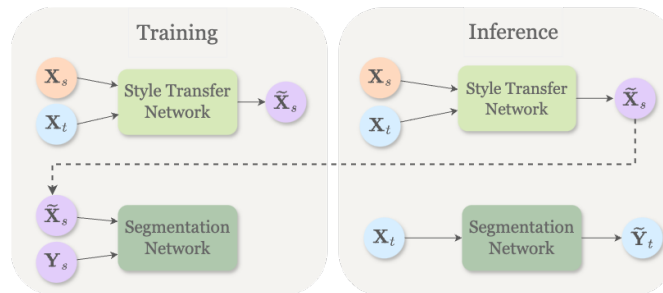 Training
X_s
X_t
Style Transfer
Network
X̃_s
X̃_s
Y_s
Segmentation
Network
Inference
X_s
X_t
Style Transfer
Network
X̃_s
X_t
Segmentation
Network
Ỹ_t